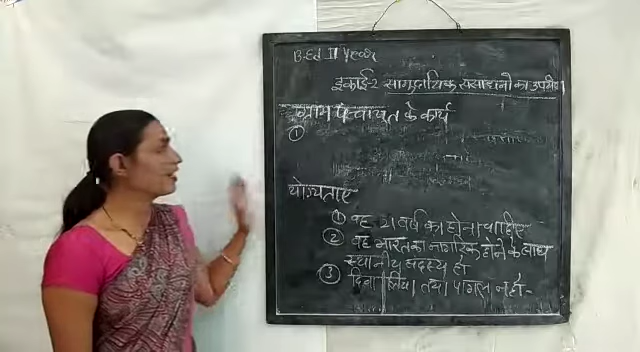 B.Ed II Year
इकाई-2 सामुदायिक संसाधनो का उपयोग
ग्राम पंचायत के कार्य
①
योग्यताए
① वह 21 वर्ष का होना चाहिए
② वह भारत का नागरिक होने के साथ
स्थानीय सदस्य हो
③ दिवालिया तथा पागल न हो -